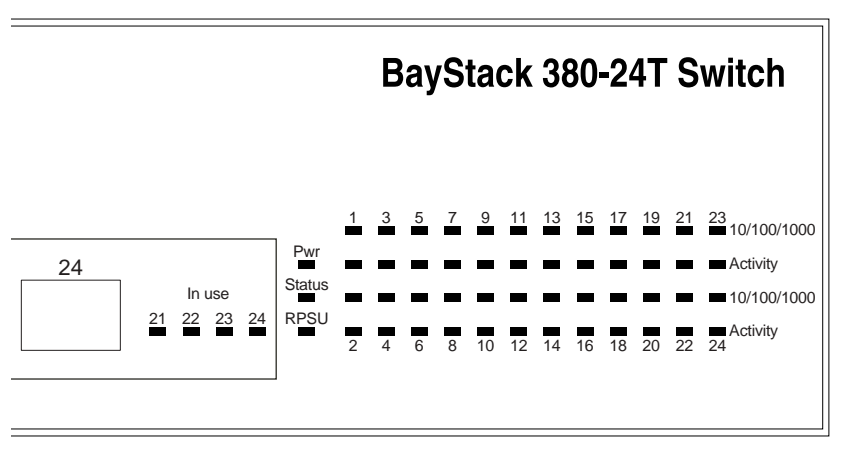 BayStack 380-24T Switch
1 3 5 7 9 11 13 15 17 19 21 23 10/100/1000
Pwr
Activity
24
Status
10/100/1000
In use
21 22 23 24
RPSU
Activity
2 4 6 8 10 12 14 16 18 20 22 24